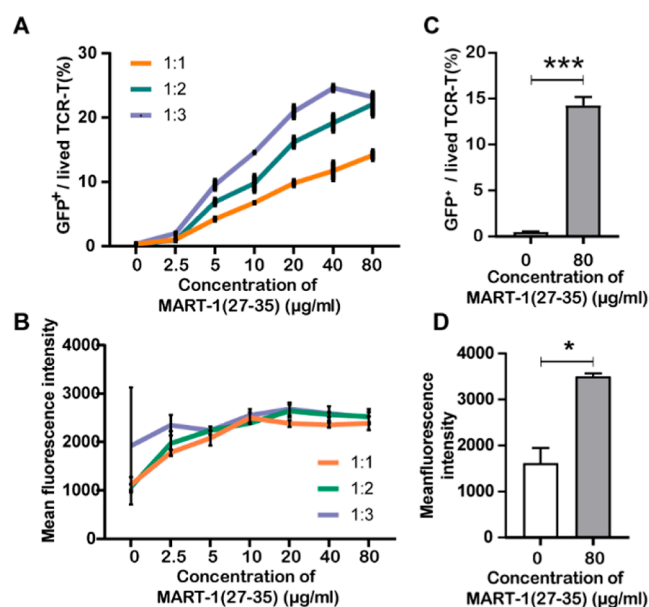 A
1:1
1:2
1:3
GFP+ / lived TCR-T(%)
30
20
10
0
0 2.5 5 10 20 40 80
Concentration of
MART-1(27-35) (μg/ml)
C
GFP+ / lived TCR-T(%)
20
15
10
5
0
***
0 80
Concentration of
MART-1(27-35) (μg/ml)
B
Mean fluorescence intensity
4000
3000
2000
1000
0
1:1
1:2
1:3
0 2.5 5 10 20 40 80
Concentration of
MART-1(27-35) (μg/ml)
D
Meanfluorescence
intensity
4000
3000
2000
1000
0
*
0 80
Concentration of
MART-1(27-35) (μg/ml)